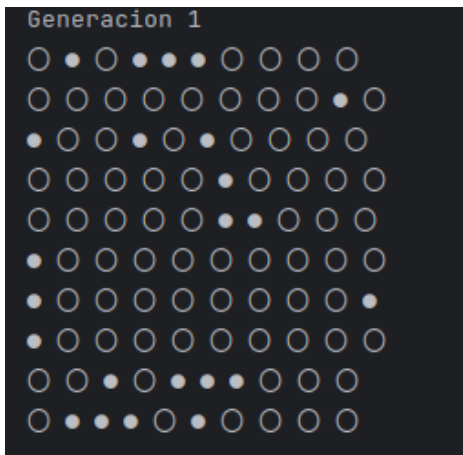 Generacion 1
○ ● ○ ● ● ● ○ ○ ○ ○
○ ○ ○ ○ ○ ○ ○ ○ ● ○
● ○ ○ ● ○ ● ○ ○ ○ ○
○ ○ ○ ○ ○ ● ○ ○ ○ ○
○ ○ ○ ○ ○ ● ● ○ ○ ○
● ○ ○ ○ ○ ○ ○ ○ ○ ○
● ○ ○ ○ ○ ○ ○ ○ ○ ●
● ○ ○ ○ ○ ○ ○ ○ ○ ○
○ ○ ● ○ ● ● ● ○ ○ ○
○ ● ● ● ○ ● ○ ○ ○ ○